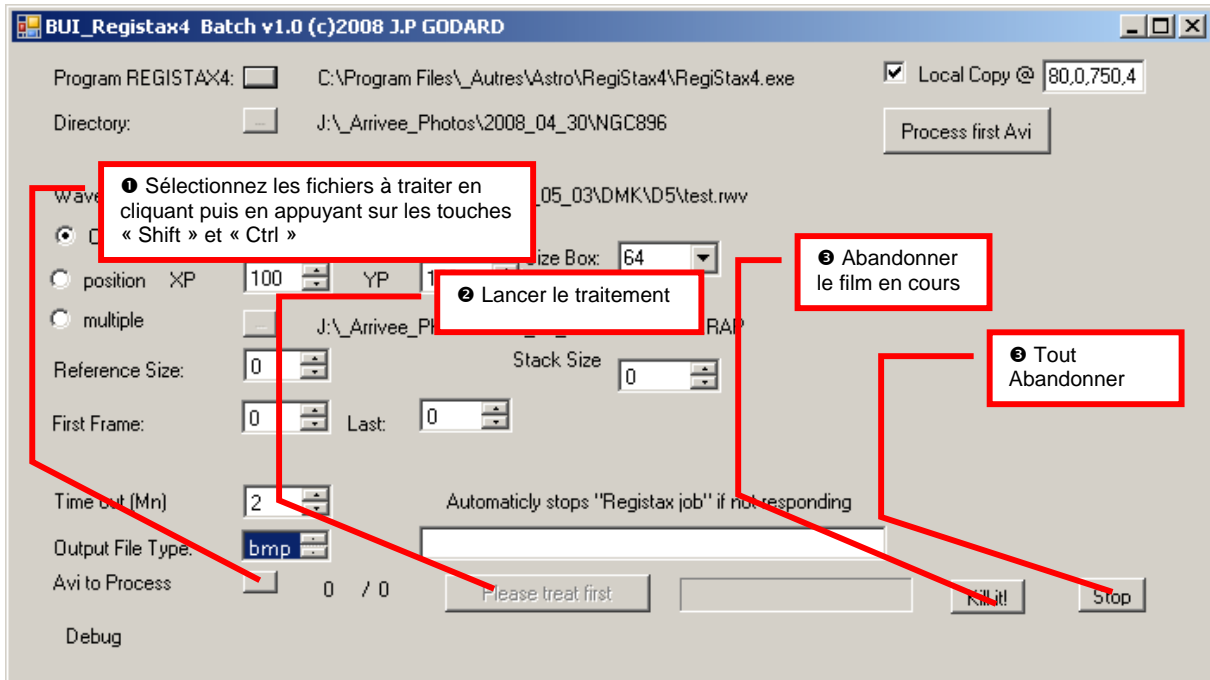 BUI_Registax4 Batch v1.0 (c)2008 J.P GODARD
Program REGISTAX4: C:\Program Files\_Autres\Astro\RegiStax4\RegiStax4.exe
Local Copy @ 80,0,750,4
Directory: ... J:\_Arrivee_Photos\2008_04_30\NGC896
Process first Avi
❶ Sélectionnez les fichiers à traiter en
cliquant puis en appuyant sur les touches
« Shift » et « Ctrl »
_05_03\DMK\D5\test.rwv
Size Box: 64
position XP 100 YP
❷ Lancer le traitement
❸ Abandonner
le film en cours
multiple ... J:\_Arrivee_Ph RAP
❸ Tout
Abandonner
Reference Size: 0 Stack Size 0
First Frame: 0 Last: 0
Time out (Mn) 2 Automaticly stops "Registax job" if not responding
Output File Type: bmp
Avi to Process 0 / 0 Please treat first Kill it! Stop
Debug